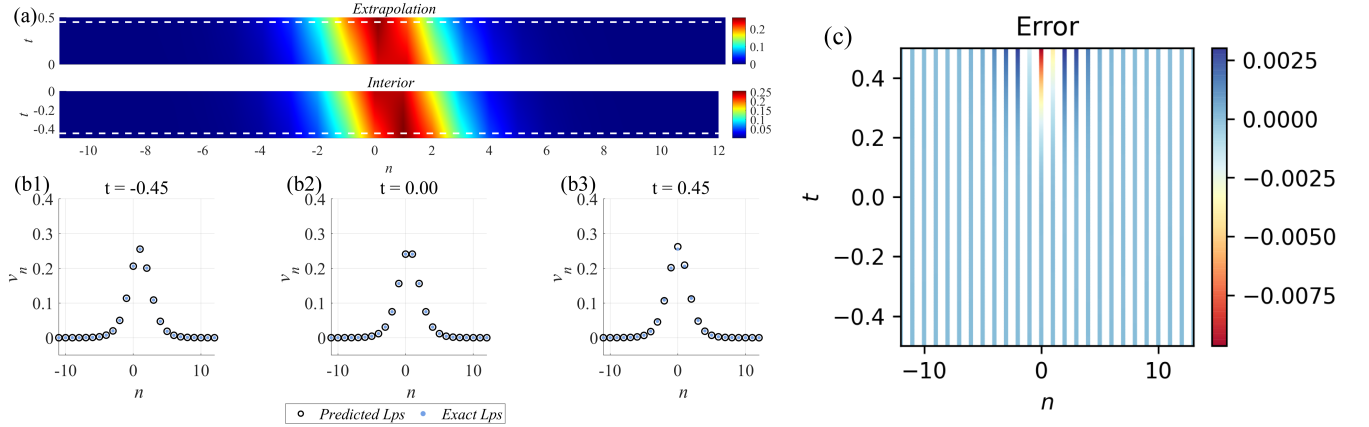 (a)
Extrapolation
0.5
t
0
0.2
0.1
Interior
0
-0.2
-0.4
t
0.25
0.2
0.15
0.1
0.05
-10 -8 -6 -4 -2 0 2 4 6 8 10 12
n
(b1)
t = -0.45
0.4
0.3
0.2
0.1
0
v_n
-10 0 10
n
(b2)
t = 0.00
0.4
0.3
0.2
0.1
0
v_n
-10 0 10
n
(b3)
t = 0.45
0.4
0.3
0.2
0.1
0
v_n
-10 0 10
n
Predicted Lps Exact Lps
(c)
Error
0.4
0.2
0.0
−0.2
−0.4
t
−10 0 10
n
0.0025
0.0000
−0.0025
−0.0050
−0.0075